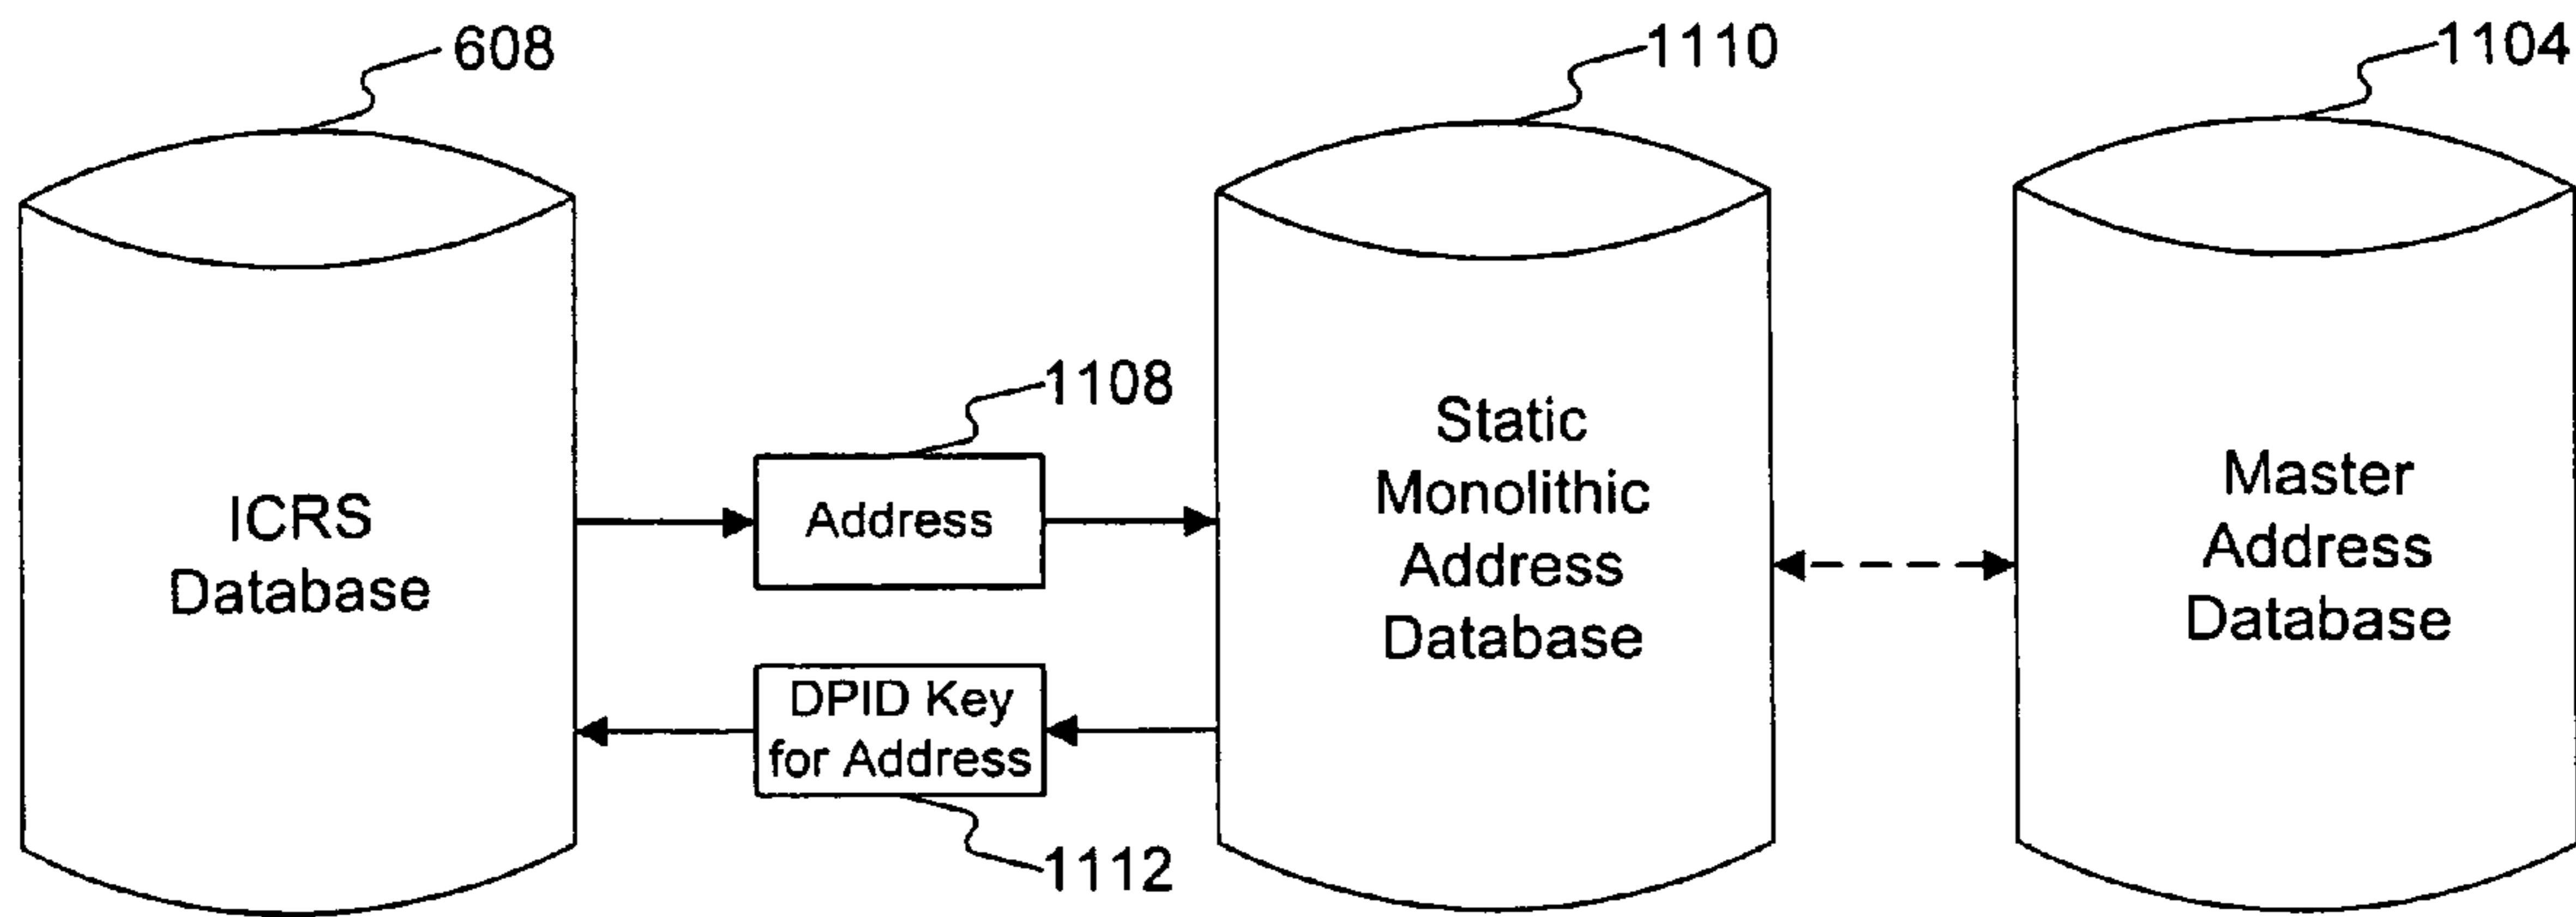 608
1110
1104
ICRS
Database
1108
Address
DPID Key
for Address
1112
Static
Monolithic
Address
Database
Master
Address
Database